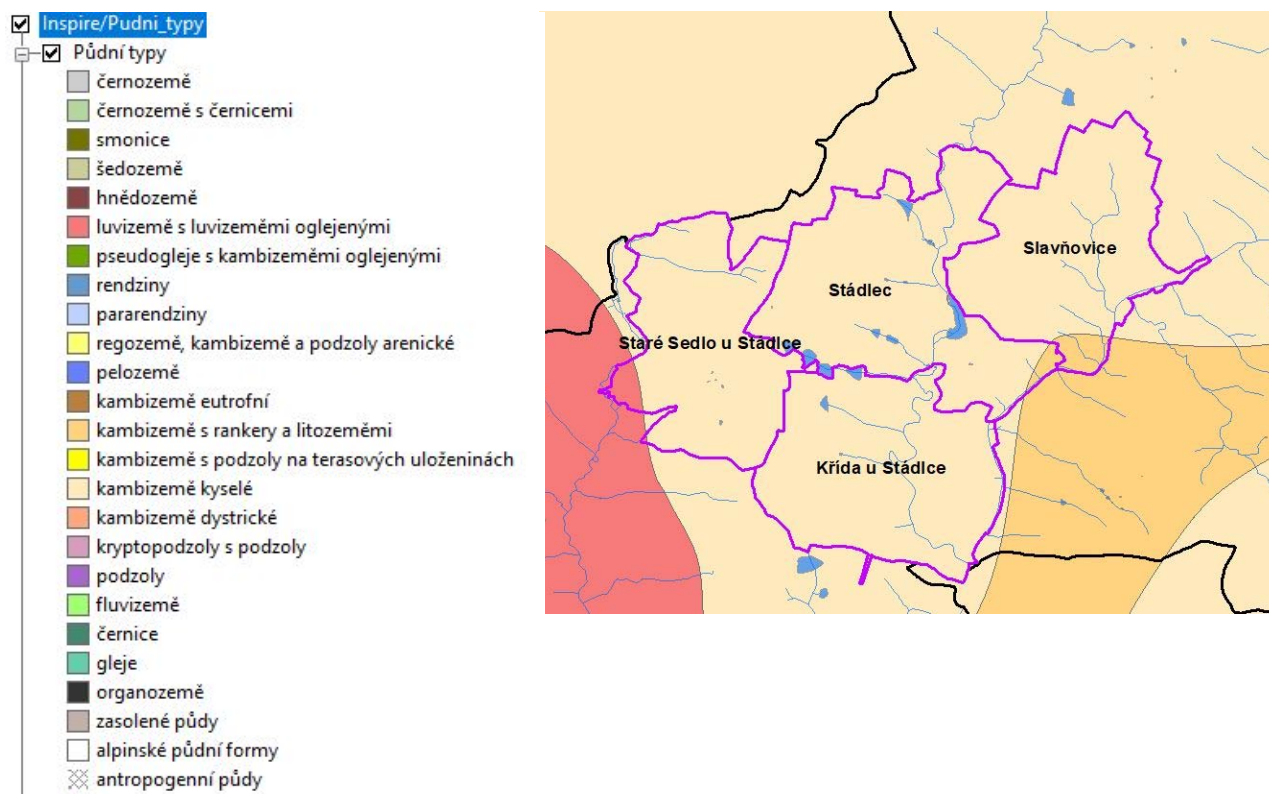 Inspire/Pudni_typy
Půdní typy
černozemě
černozemě s černicemi
smonice
šedozemě
hnědozemě
luvizemě s luvizeměmi oglejenými
pseudogleje s kambizeměmi oglejenými
rendziny
pararendziny
regozemě, kambizemě a podzoly arenické
pelozemě
kambizemě eutrofní
kambizemě s rankery a litozeměmi
kambizemě s podzoly na terasových uloženinách
kambizemě kyselé
kambizemě dystrické
kryptopodzoly s podzoly
podzoly
fluvizemě
černice
gleje
organozemě
zasolené půdy
alpinské půdní formy
antropogenní půdy
Slavňovice
Stádlec
Staré Sedlo u Stádlce
Křída u Stádlce